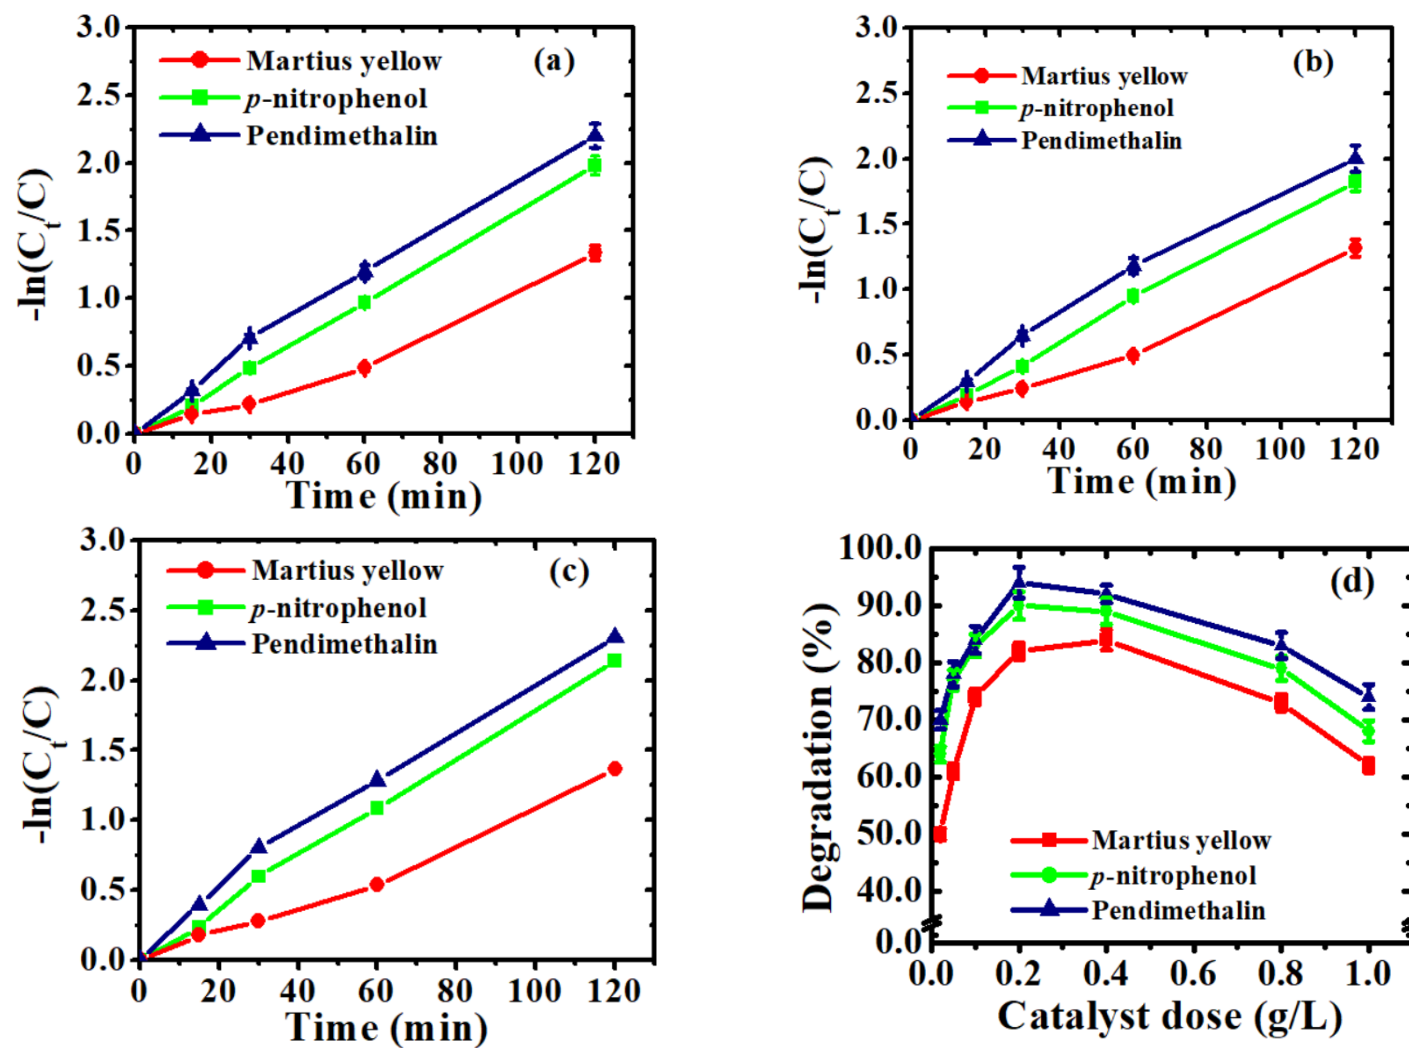 3.0
2.5
2.0
1.5
1.0
0.5
0.0
-ln(Cₜ/C)
Martius yellow
p-nitrophenol
Pendimethalin
(a)
0 20 40 60 80 100 120
Time (min)
3.0
2.5
2.0
1.5
1.0
0.5
0.0
-ln(Cₜ/C)
Martius yellow
p-nitrophenol
Pendimethalin
(b)
0 20 40 60 80 100 120
Time (min)
3.0
2.5
2.0
1.5
1.0
0.5
0.0
-ln(Cₜ/C)
Martius yellow
p-nitrophenol
Pendimethalin
(c)
0 20 40 60 80 100 120
Time (min)
100.0
90.0
80.0
70.0
60.0
50.0
40.0
0.0
Degradation (%)
(d)
Martius yellow
p-nitrophenol
Pendimethalin
0.0 0.2 0.4 0.6 0.8 1.0
Catalyst dose (g/L)